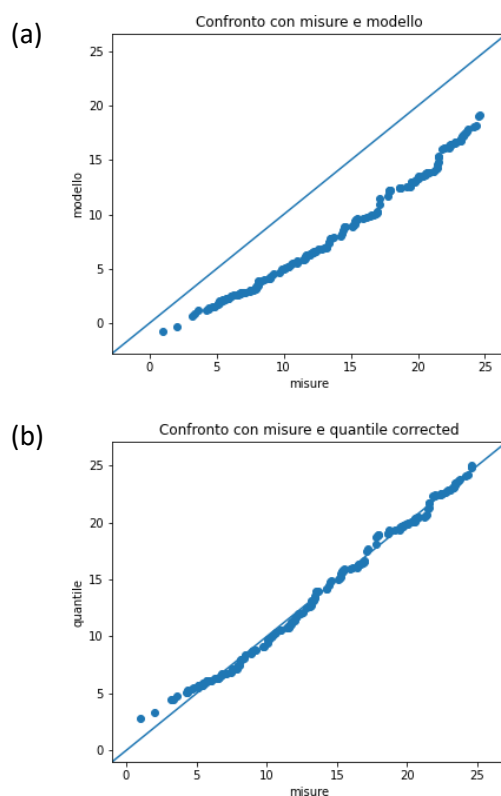 (a)
Confronto con misure e modello
25
20
15
10
5
0
modello
0 5 10 15 20 25
misure
(b)
Confronto con misure e quantile corrected
25
20
15
10
5
0
quantile
0 5 10 15 20 25
misure